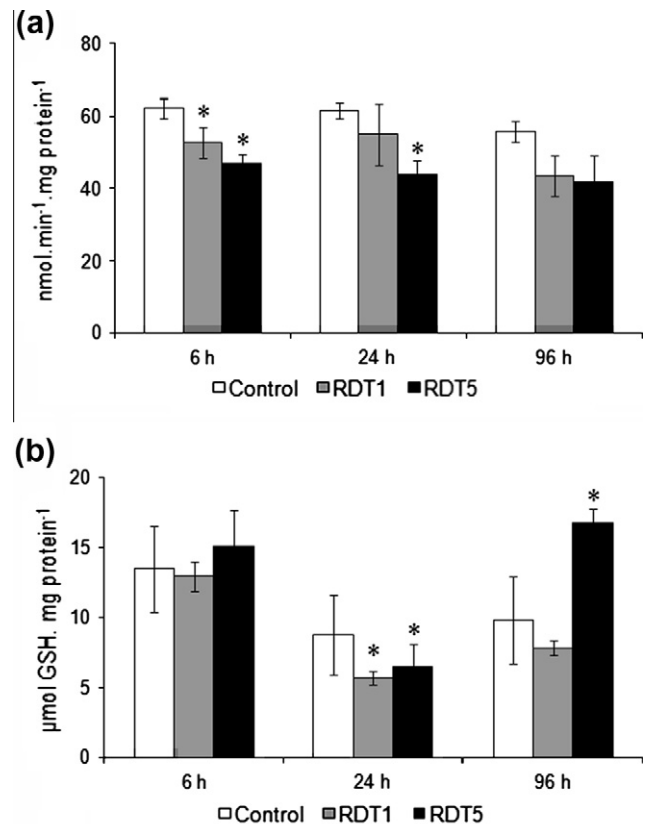 (a)
nmol.min⁻¹.mg protein⁻¹
80
60
40
20
0
*
*
*
6 h
24 h
96 h
Control
RDT1
RDT5
(b)
µmol GSH. mg protein⁻¹
20
15
10
5
0
*
*
*
6 h
24 h
96 h
Control
RDT1
RDT5